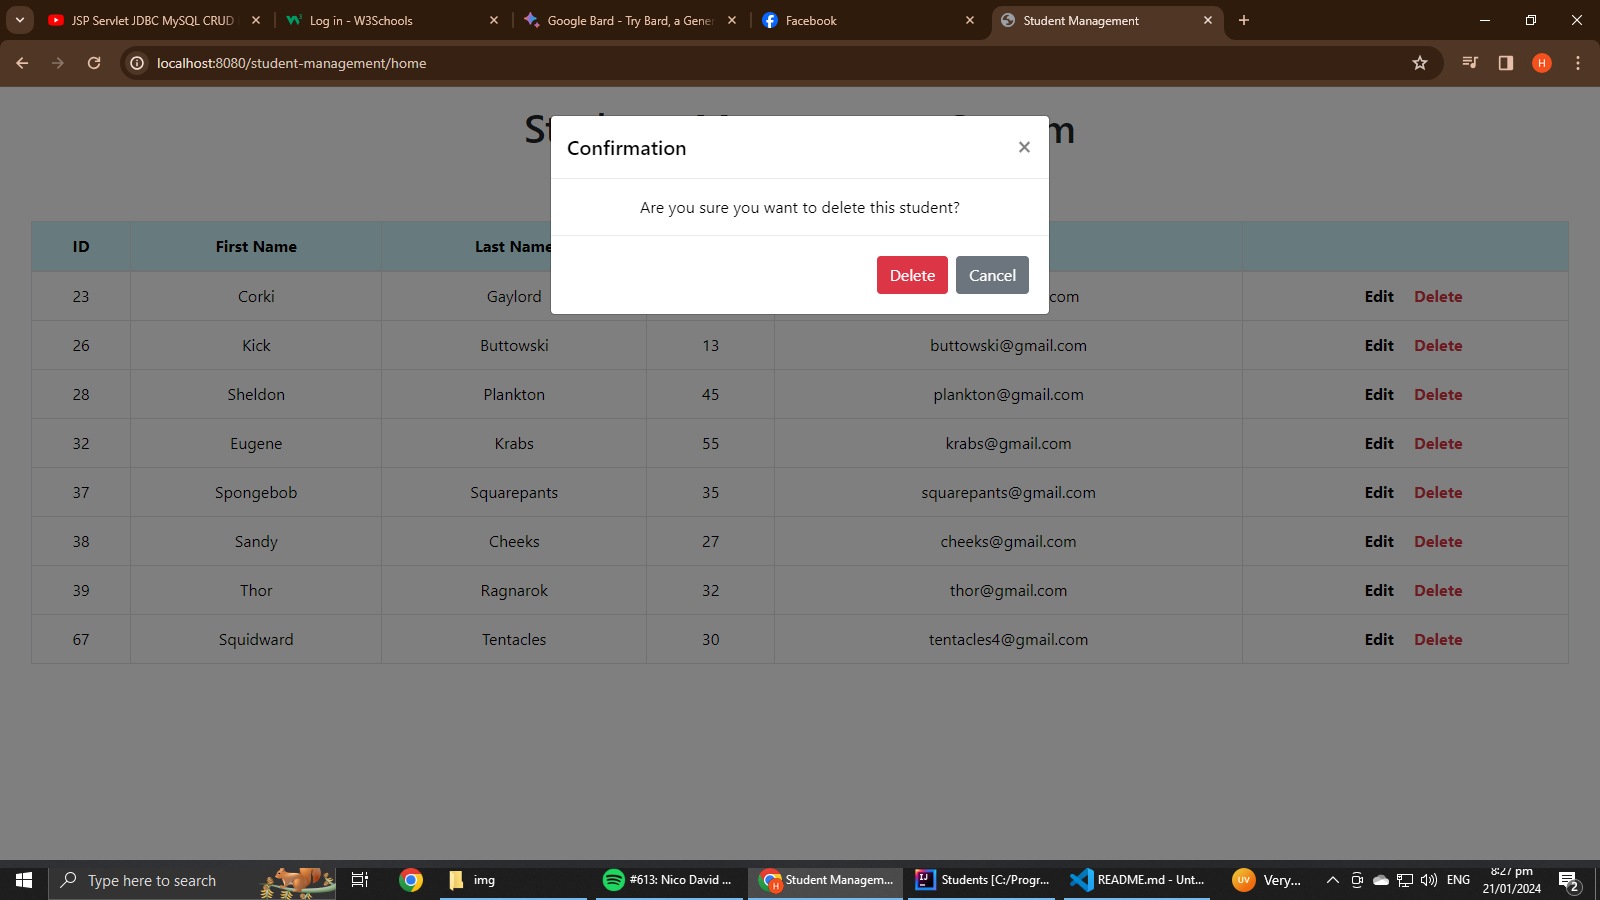 JSP Servlet JDBC MySQL CRUD
Log in - W3Schools
Google Bard - Try Bard, a Gener
Facebook
Student Management
localhost:8080/student-management/home
H
Confirmation
Are you sure you want to delete this student?
Delete Cancel
ID First Name Last Name
23 Corki Gaylord com Edit Delete
26 Kick Buttowski 13 buttowski@gmail.com Edit Delete
28 Sheldon Plankton 45 plankton@gmail.com Edit Delete
32 Eugene Krabs 55 krabs@gmail.com Edit Delete
37 Spongebob Squarepants 35 squarepants@gmail.com Edit Delete
38 Sandy Cheeks 27 cheeks@gmail.com Edit Delete
39 Thor Ragnarok 32 thor@gmail.com Edit Delete
67 Squidward Tentacles 30 tentacles4@gmail.com Edit Delete
Type here to search
img
#613: Nico David ...
Student Managem...
Students [C:/Progr...
README.md - Unt...
UV Very...
ENG
8:27 pm
21/01/2024
2